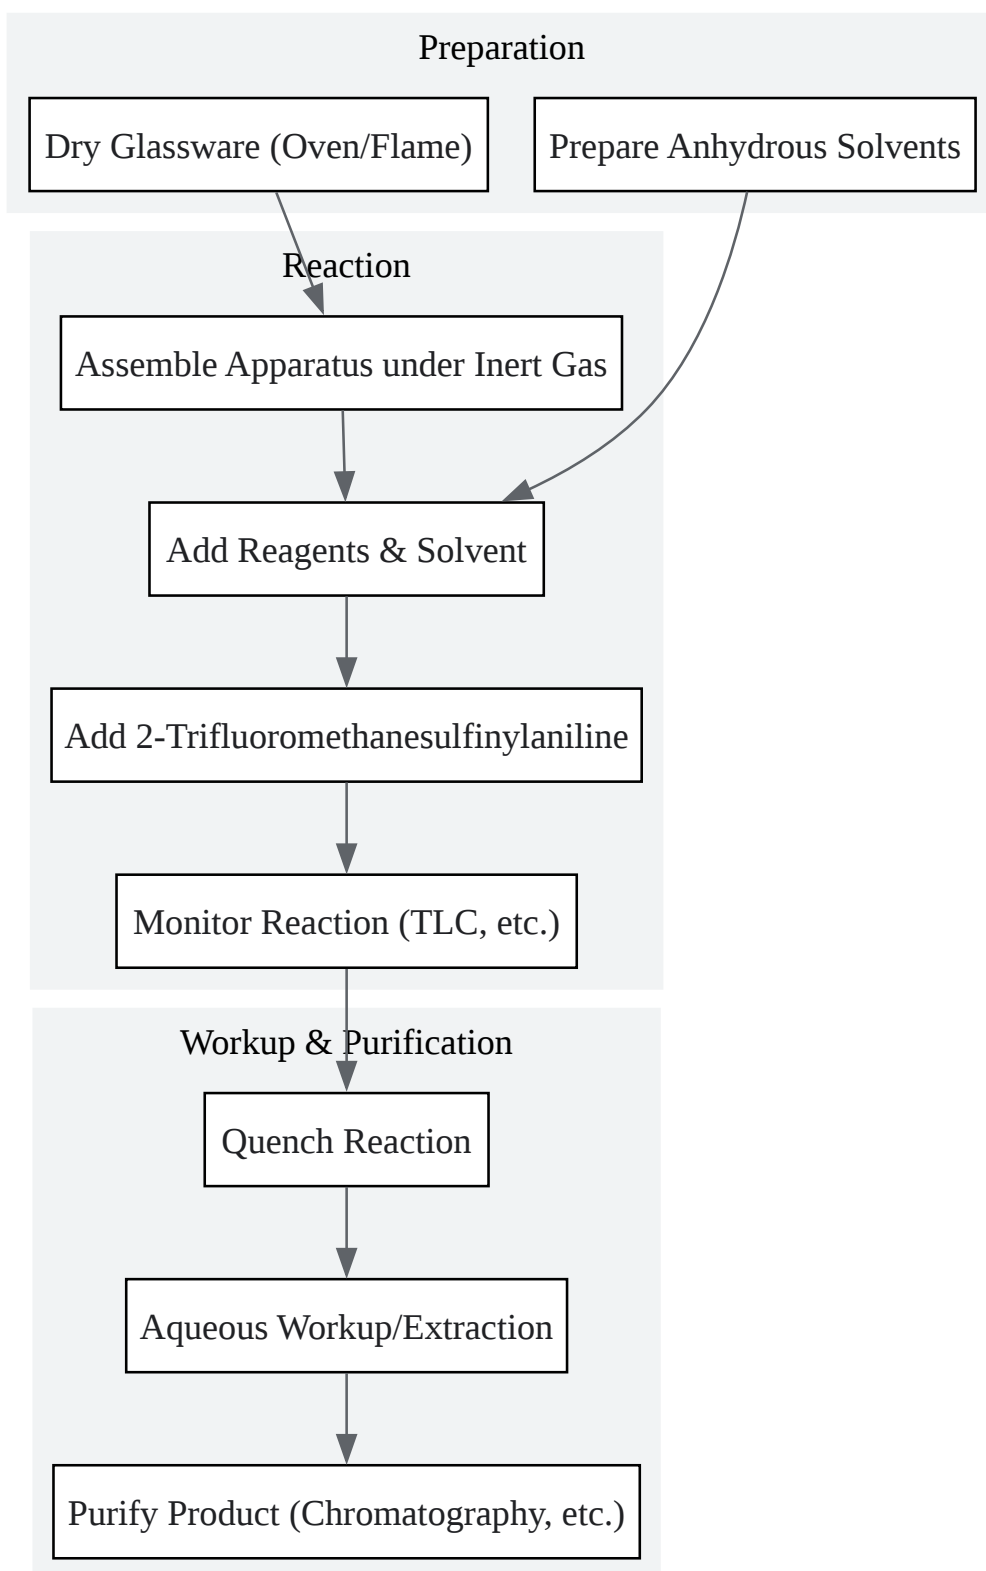 Preparation
Dry Glassware (Oven/Flame)
Prepare Anhydrous Solvents
Reaction
Assemble Apparatus under Inert Gas
Add Reagents & Solvent
Add 2-Trifluoromethanesulfinylaniline
Monitor Reaction (TLC, etc.)
Workup & Purification
Quench Reaction
Aqueous Workup/Extraction
Purify Product (Chromatography, etc.)